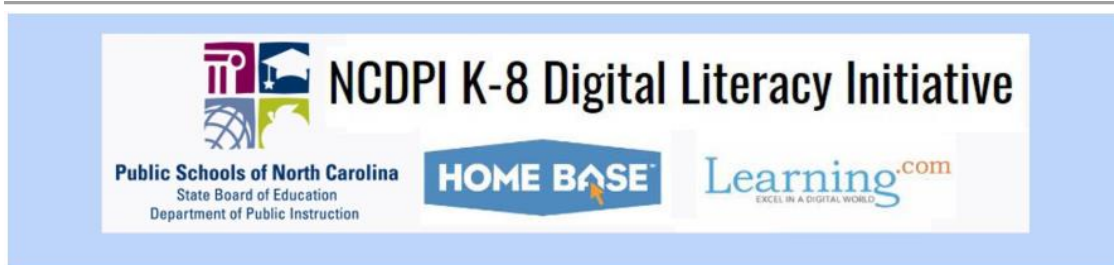 NCDPI K-8 Digital Literacy Initiative
Public Schools of North Carolina
State Board of Education
Department of Public Instruction
HOME BASE
Learning.com
EXCEL IN A DIGITAL WORLD